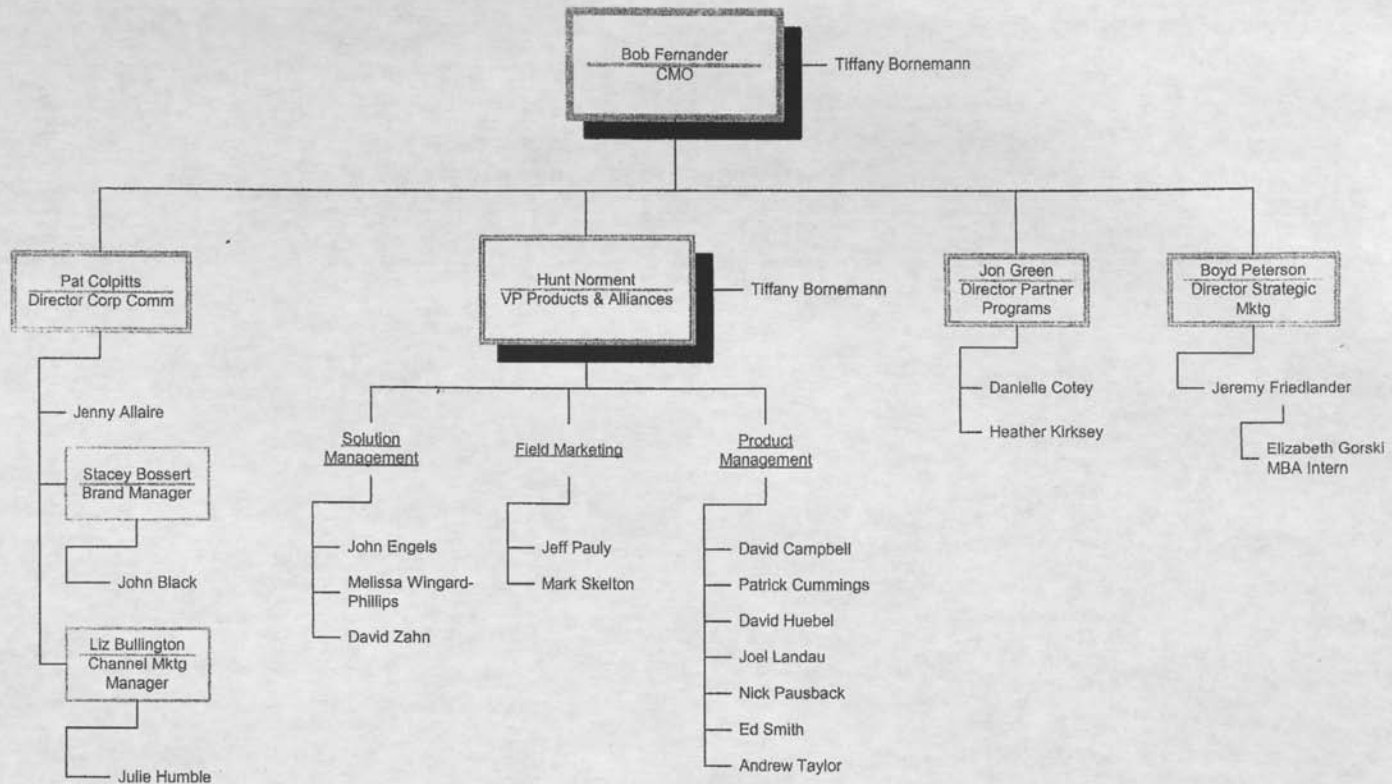 Bob Fernander
CMO
Tiffany Bornemann
Pat Colpitts
Director Corp Comm
Jenny Allaire
Stacey Bossert
Brand Manager
John Black
Liz Bullington
Channel Mktg
Manager
Julie Humble
Hunt Norment
VP Products & Alliances
Tiffany Bornemann
Solution
Management
John Engels
Melissa Wingard-
Phillips
David Zahn
Field Marketing
Jeff Pauly
Mark Skelton
Product
Management
David Campbell
Patrick Cummings
David Huebel
Joel Landau
Nick Pausback
Ed Smith
Andrew Taylor
Jon Green
Director Partner
Programs
Danielle Cotey
Heather Kirksey
Boyd Peterson
Director Strategic
Mktg
Jeremy Friedlander
Elizabeth Gorski
MBA Intern